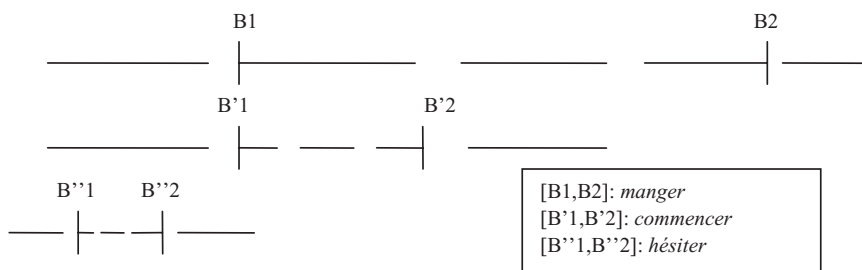 B1 B2
B’1 B’2
B’’1 B’’2
[B1,B2]: manger
[B’1,B’2]: commencer
[B’’1,B’’2]: hésiter